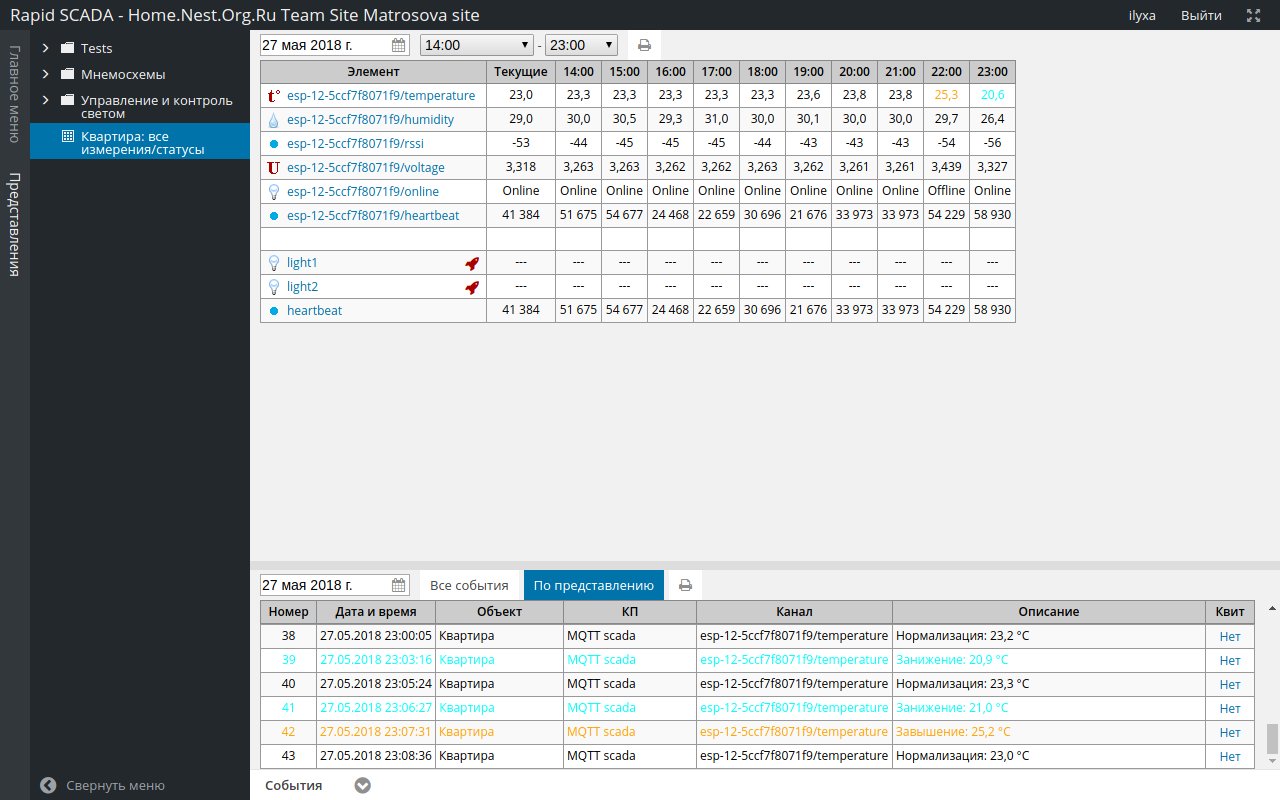 Rapid SCADA - Home.Nest.Org.Ru Team Site Matrosova site
ilyxa Выйти
Главное меню
Представления
Tests
Мнемосхемы
Управление и контроль
светом
Квартира: все
измерения/статусы
Свернуть меню
27 мая 2018 г. 14:00 - 23:00
Элемент Текущие 14:00 15:00 16:00 17:00 18:00 19:00 20:00 21:00 22:00 23:00
t° esp-12-5ccf7f8071f9/temperature 23,0 23,3 23,3 23,3 23,3 23,3 23,6 23,8 23,8 25,3 20,6
esp-12-5ccf7f8071f9/humidity 29,0 30,0 30,5 29,3 31,0 30,0 30,1 30,0 30,0 29,7 26,4
esp-12-5ccf7f8071f9/rssi -53 -44 -45 -45 -45 -44 -43 -43 -43 -54 -56
U esp-12-5ccf7f8071f9/voltage 3,318 3,263 3,263 3,262 3,262 3,263 3,262 3,261 3,261 3,439 3,327
esp-12-5ccf7f8071f9/online Online Online Online Online Online Online Online Online Online Offline Online
esp-12-5ccf7f8071f9/heartbeat 41 384 51 675 54 677 24 468 22 659 30 696 21 676 33 973 33 973 54 229 58 930
light1 --- --- --- --- --- --- --- --- --- --- ---
light2 --- --- --- --- --- --- --- --- --- --- ---
heartbeat 41 384 51 675 54 677 24 468 22 659 30 696 21 676 33 973 33 973 54 229 58 930
27 мая 2018 г. Все события По представлению
Номер Дата и время Объект КП Канал Описание Квит
38 27.05.2018 23:00:05 Квартира MQTT scada esp-12-5ccf7f8071f9/temperature Нормализация: 23,2 °C Нет
39 27.05.2018 23:03:16 Квартира MQTT scada esp-12-5ccf7f8071f9/temperature Занижение: 20,9 °C Нет
40 27.05.2018 23:05:24 Квартира MQTT scada esp-12-5ccf7f8071f9/temperature Нормализация: 23,3 °C Нет
41 27.05.2018 23:06:27 Квартира MQTT scada esp-12-5ccf7f8071f9/temperature Занижение: 21,0 °C Нет
42 27.05.2018 23:07:31 Квартира MQTT scada esp-12-5ccf7f8071f9/temperature Завышение: 25,2 °C Нет
43 27.05.2018 23:08:36 Квартира MQTT scada esp-12-5ccf7f8071f9/temperature Нормализация: 23,0 °C Нет
События